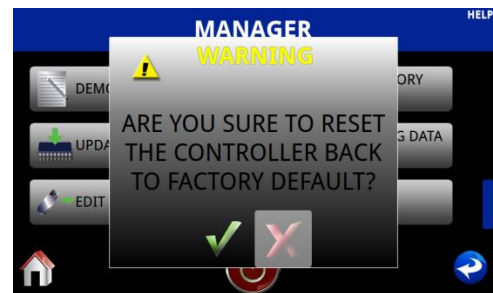 HELP
MANAGER
WARNING
ARE YOU SURE TO RESET
THE CONTROLLER BACK
TO FACTORY DEFAULT?
DEMO
ORY
UPDA
G DATA
EDIT